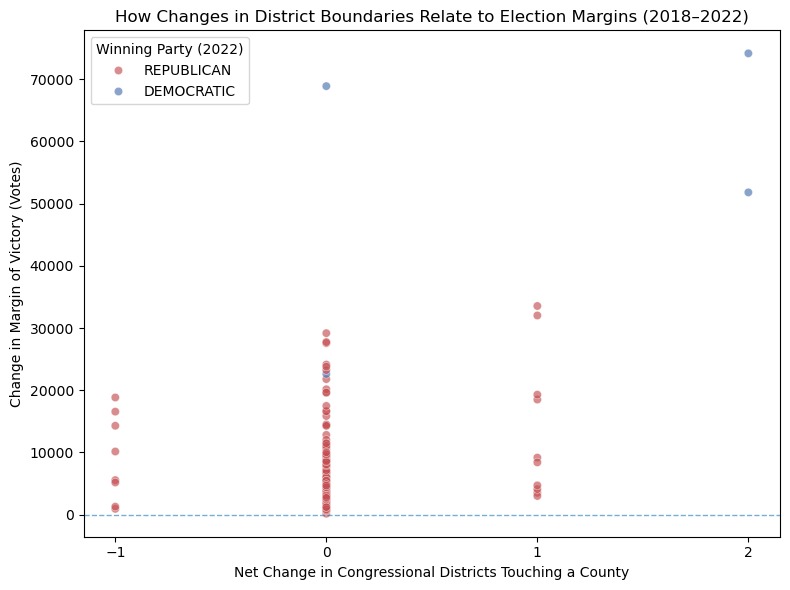 How Changes in District Boundaries Relate to Election Margins (2018–2022)
Winning Party (2022)
REPUBLICAN
DEMOCRATIC
Change in Margin of Victory (Votes)
70000
60000
50000
40000
30000
20000
10000
0
−1
0
1
2
Net Change in Congressional Districts Touching a County